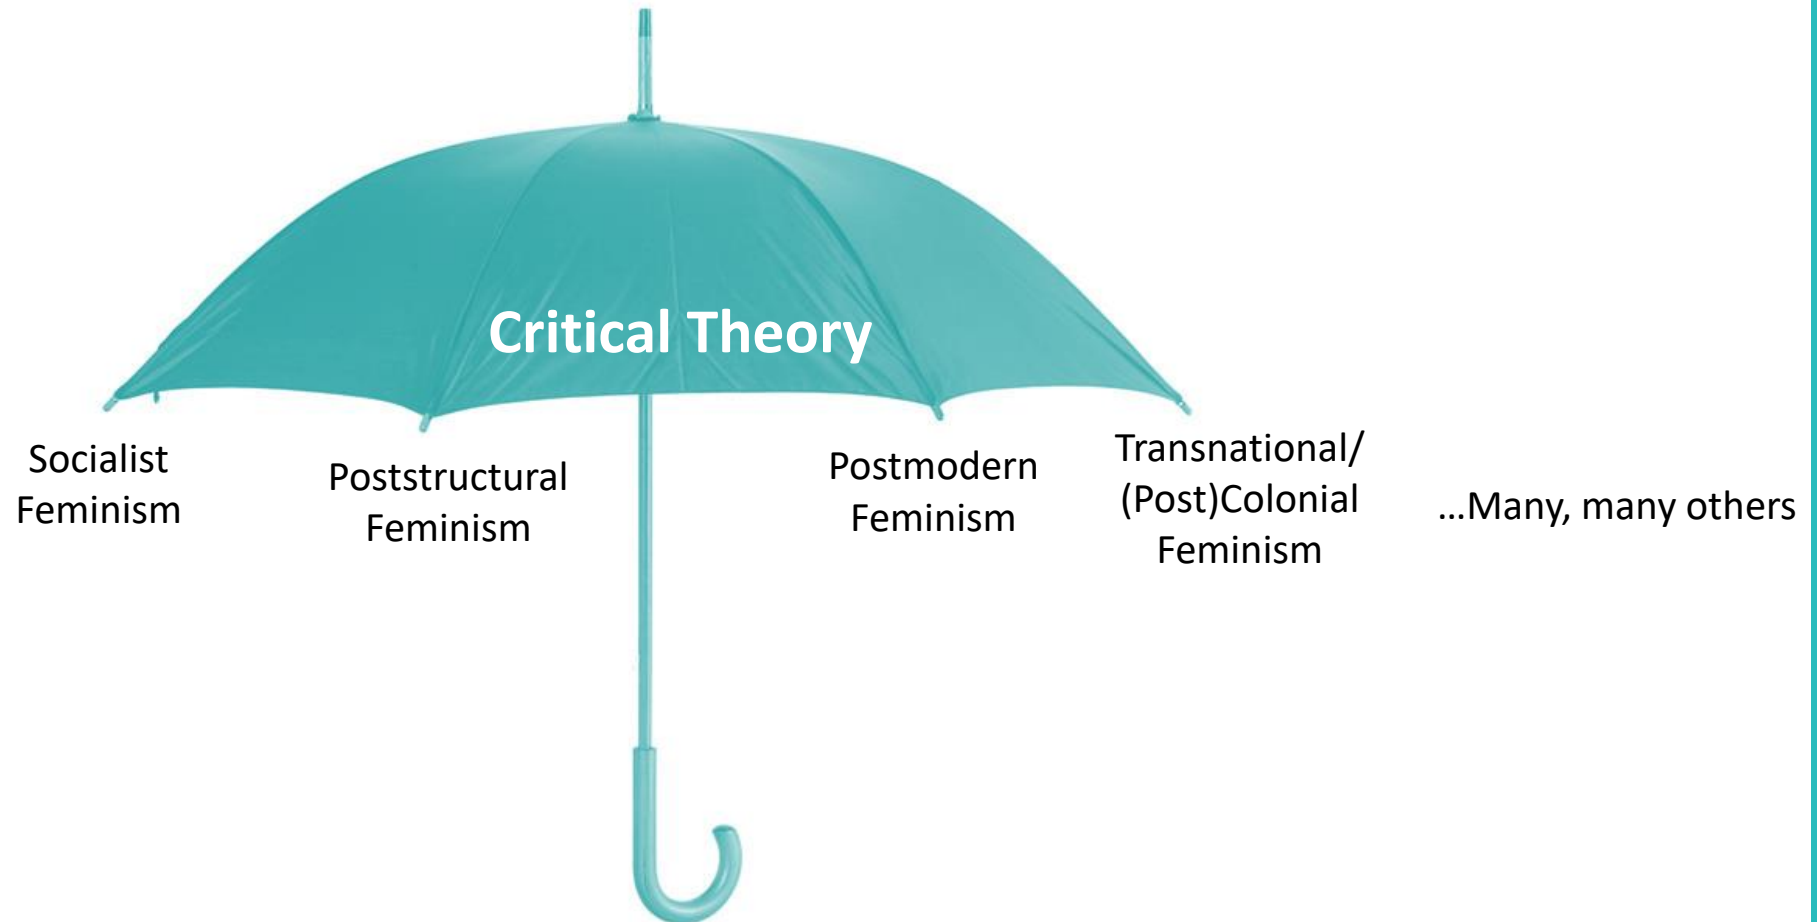 Critical Theory
Socialist
Feminism
Poststructural
Feminism
Postmodern
Feminism
Transnational/
(Post)Colonial
Feminism
...Many, many others